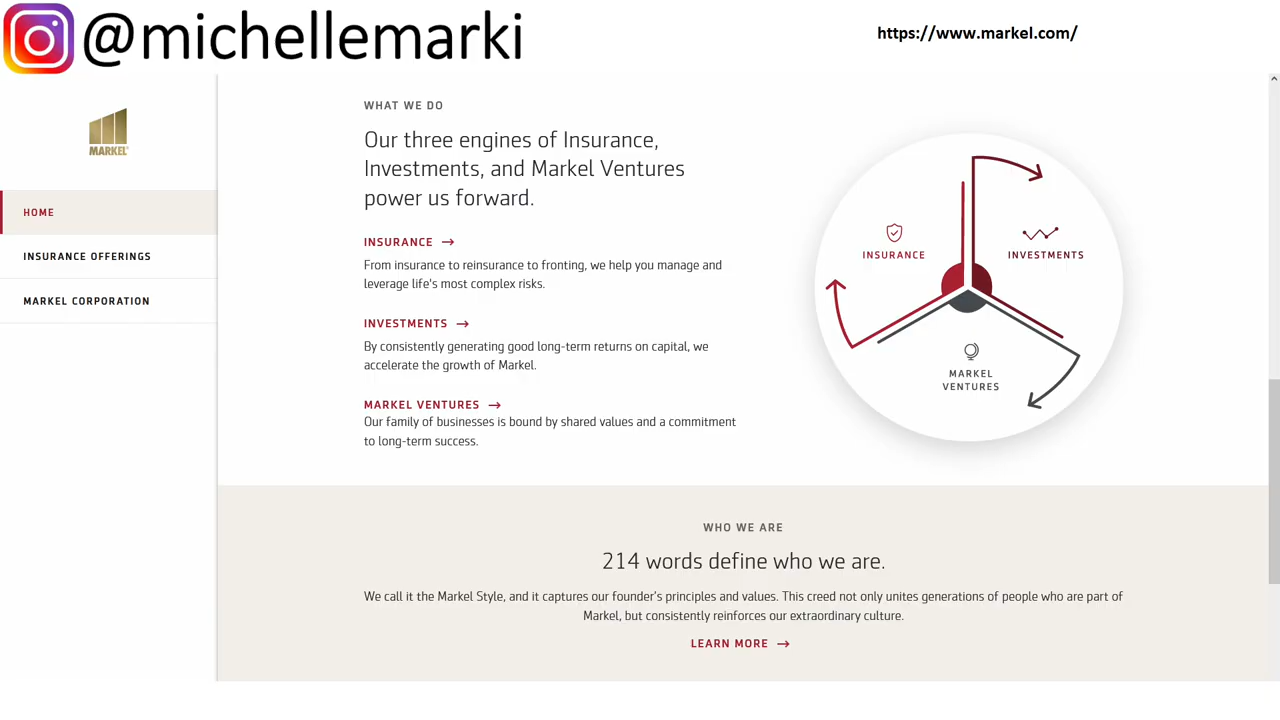 @michellemarki
https://www.markel.com/
MARKEL
HOME
INSURANCE OFFERINGS
MARKEL CORPORATION
WHAT WE DO
Our three engines of Insurance,
Investments, and Markel Ventures
power us forward.
INSURANCE →
From insurance to reinsurance to fronting, we help you manage and
leverage life's most complex risks.
INVESTMENTS →
By consistently generating good long-term returns on capital, we
accelerate the growth of Markel.
MARKEL VENTURES →
Our family of businesses is bound by shared values and a commitment
to long-term success.
INSURANCE
INVESTMENTS
MARKEL
VENTURES
WHO WE ARE
214 words define who we are.
We call it the Markel Style, and it captures our founder's principles and values. This creed not only unites generations of people who are part of
Markel, but consistently reinforces our extraordinary culture.
LEARN MORE →